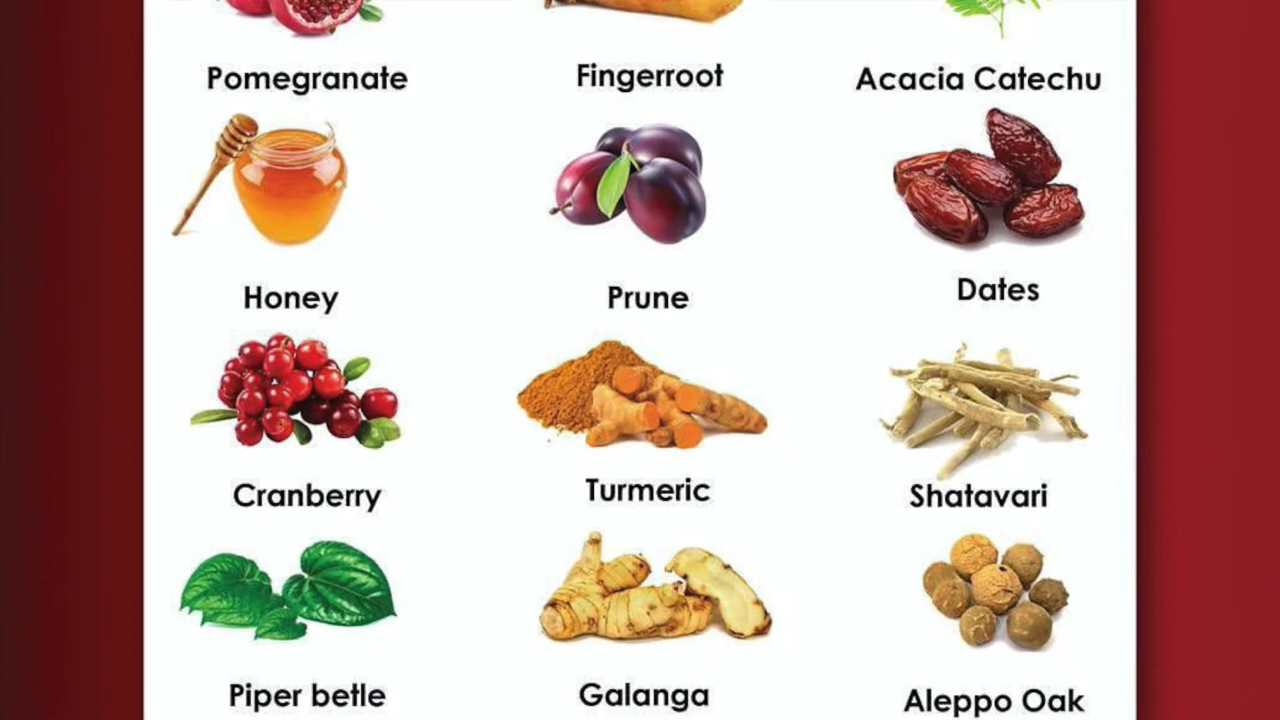 Pomegranate
Fingerroot
Acacia Catechu
Honey
Prune
Dates
Cranberry
Turmeric
Shatavari
Piper betle
Galanga
Aleppo Oak